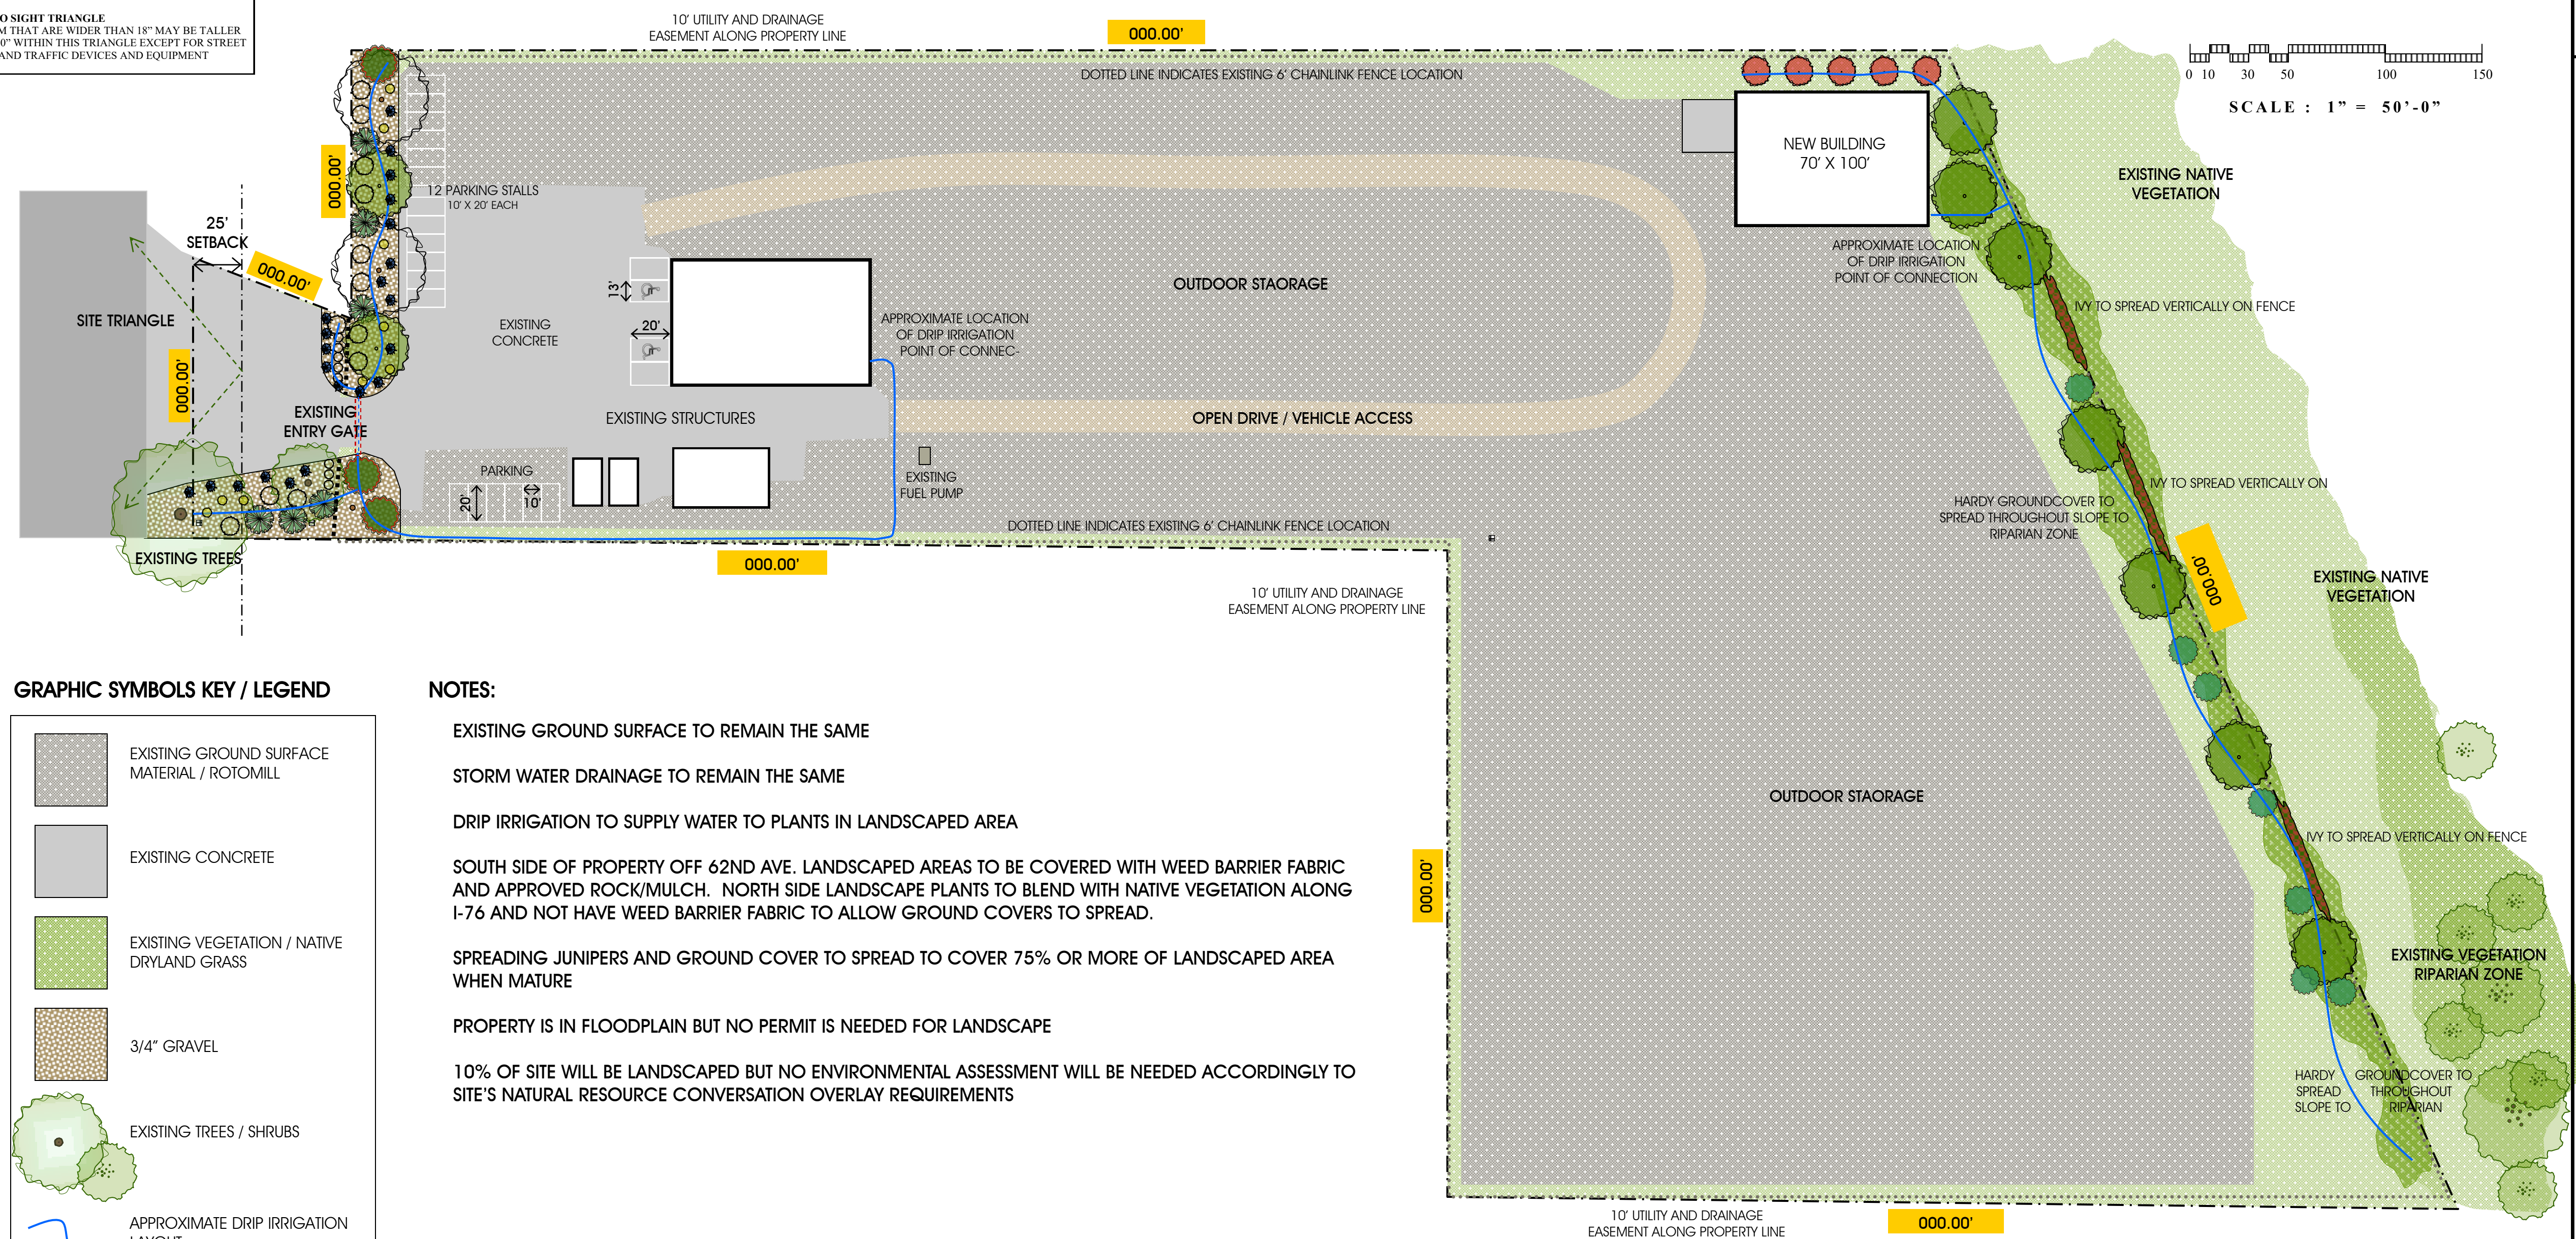 O SIGHT TRIANGLE
M THAT ARE WIDER THAN 18” MAY BE TALLER
0” WITHIN THIS TRIANGLE EXCEPT FOR STREET
AND TRAFFIC DEVICES AND EQUIPMENT
10’ UTILITY AND DRAINAGE
EASEMENT ALONG PROPERTY LINE
000.00’
DOTTED LINE INDICATES EXISTING 6’ CHAINLINK FENCE LOCATION
0 10 30 50 100 150
SCALE : 1” = 50’-0”
NEW BUILDING
70’ X 100’
EXISTING NATIVE
VEGETATION
000.00’
12 PARKING STALLS
10’ X 20’ EACH
25’
SETBACK
000.00’
SITE TRIANGLE
000.00’
EXISTING
ENTRY GATE
EXISTING TREES
EXISTING
CONCRETE
13’
20’
APPROXIMATE LOCATION
OF DRIP IRRIGATION
POINT OF CONNEC-
OUTDOOR STAORAGE
APPROXIMATE LOCATION
OF DRIP IRRIGATION
POINT OF CONNECTION
IVY TO SPREAD VERTICALLY ON FENCE
EXISTING STRUCTURES
OPEN DRIVE / VEHICLE ACCESS
PARKING
20’
10’
EXISTING
FUEL PUMP
DOTTED LINE INDICATES EXISTING 6’ CHAINLINK FENCE LOCATION
000.00’
IVY TO SPREAD VERTICALLY ON
HARDY GROUNDCOVER TO
SPREAD THROUGHOUT SLOPE TO
RIPARIAN ZONE
000.00’
EXISTING NATIVE
VEGETATION
10’ UTILITY AND DRAINAGE
EASEMENT ALONG PROPERTY LINE
000.00’
OUTDOOR STAORAGE
IVY TO SPREAD VERTICALLY ON FENCE
EXISTING VEGETATION
RIPARIAN ZONE
HARDY GROUNDCOVER TO
SPREAD THROUGHOUT
SLOPE TO RIPARIAN
10’ UTILITY AND DRAINAGE
EASEMENT ALONG PROPERTY LINE
000.00’
GRAPHIC SYMBOLS KEY / LEGEND
EXISTING GROUND SURFACE
MATERIAL / ROTOMILL
EXISTING CONCRETE
EXISTING VEGETATION / NATIVE
DRYLAND GRASS
3/4” GRAVEL
EXISTING TREES / SHRUBS
APPROXIMATE DRIP IRRIGATION
LAYOUT
NOTES:
EXISTING GROUND SURFACE TO REMAIN THE SAME
STORM WATER DRAINAGE TO REMAIN THE SAME
DRIP IRRIGATION TO SUPPLY WATER TO PLANTS IN LANDSCAPED AREA
SOUTH SIDE OF PROPERTY OFF 62ND AVE. LANDSCAPED AREAS TO BE COVERED WITH WEED BARRIER FABRIC
AND APPROVED ROCK/MULCH. NORTH SIDE LANDSCAPE PLANTS TO BLEND WITH NATIVE VEGETATION ALONG
I-76 AND NOT HAVE WEED BARRIER FABRIC TO ALLOW GROUND COVERS TO SPREAD.
SPREADING JUNIPERS AND GROUND COVER TO SPREAD TO COVER 75% OR MORE OF LANDSCAPED AREA
WHEN MATURE
PROPERTY IS IN FLOODPLAIN BUT NO PERMIT IS NEEDED FOR LANDSCAPE
10% OF SITE WILL BE LANDSCAPED BUT NO ENVIRONMENTAL ASSESSMENT WILL BE NEEDED ACCORDINGLY TO
SITE’S NATURAL RESOURCE CONVERSATION OVERLAY REQUIREMENTS